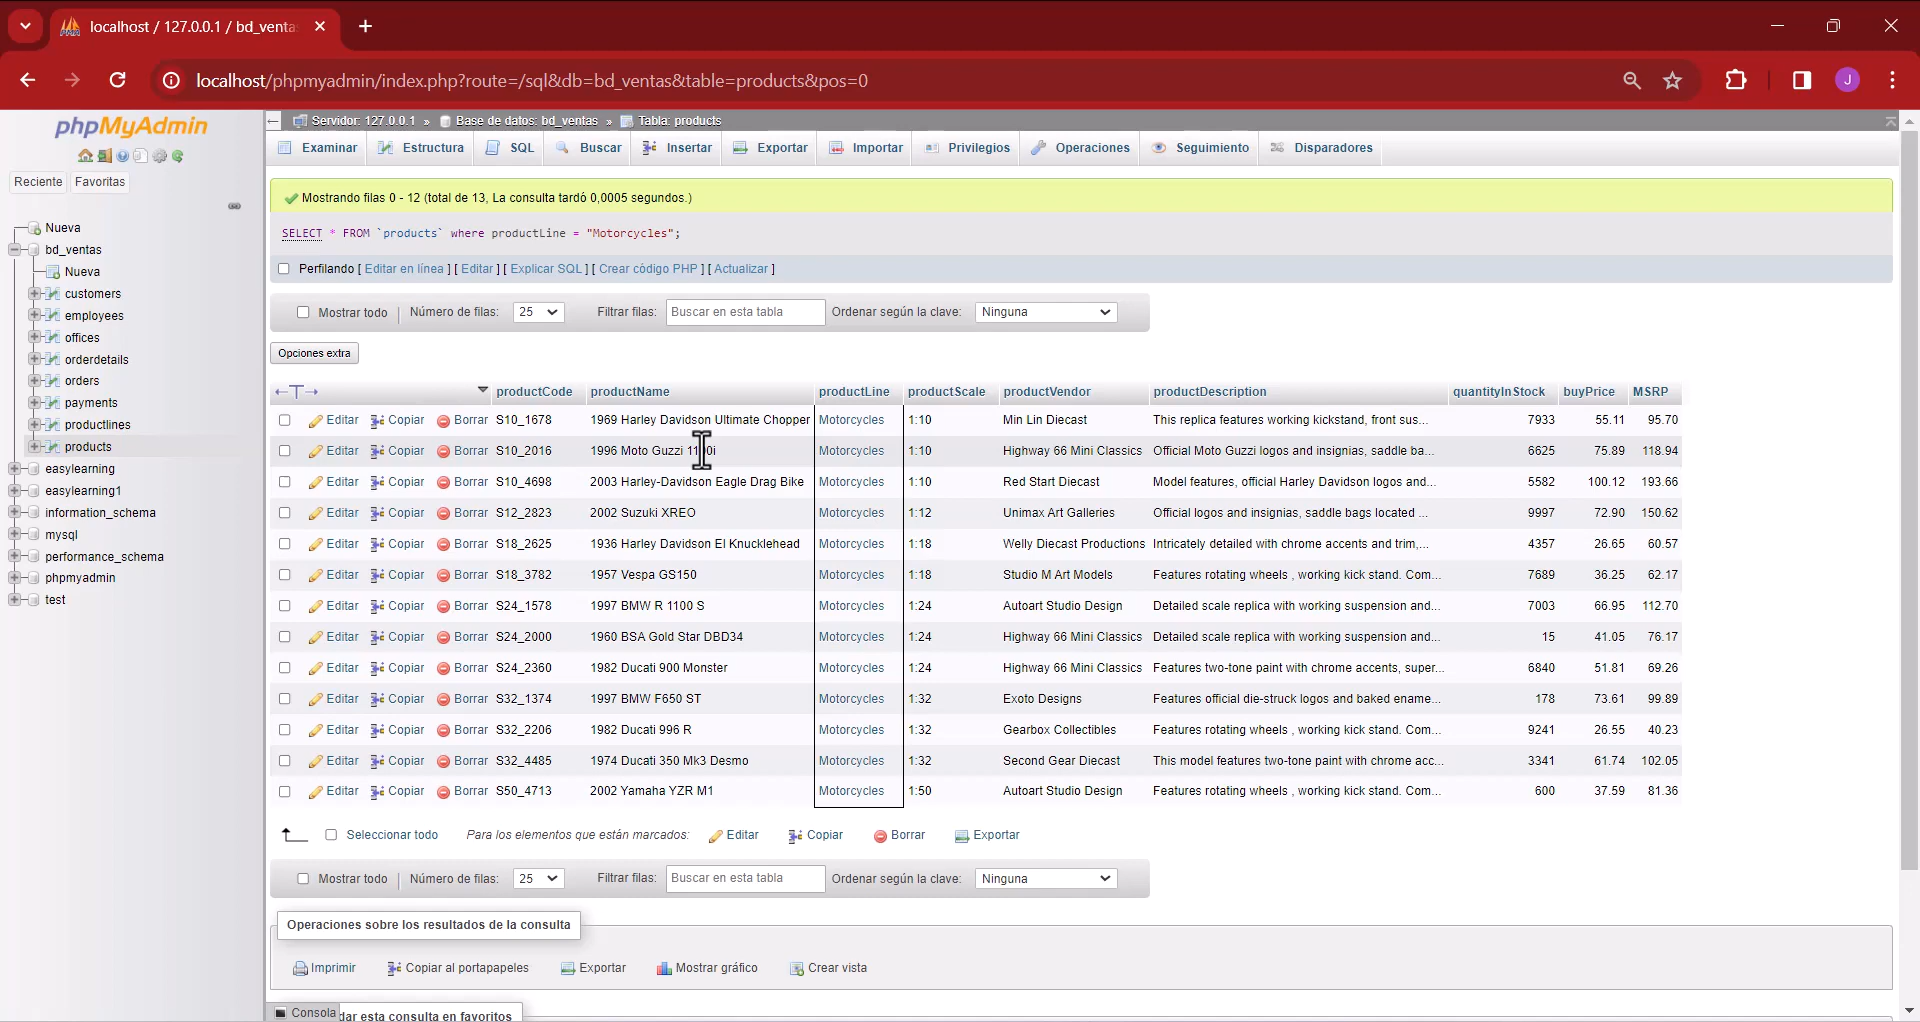 localhost / 127.0.0.1 / bd_venta
localhost/phpmyadmin/index.php?route=/sql&db=bd_ventas&table=products&pos=0
J
phpMyAdmin
Reciente Favoritas
Nueva
bd_ventas
Nueva
customers
employees
offices
orderdetails
orders
payments
productlines
products
easylearning
easylearning1
information_schema
mysql
performance_schema
phpmyadmin
test
Servidor: 127.0.0.1 » Base de datos: bd_ventas » Tabla: products
Examinar Estructura SQL Buscar Insertar Exportar Importar Privilegios Operaciones Seguimiento Disparadores
Mostrando filas 0 - 12 (total de 13, La consulta tardó 0,0005 segundos.)
SELECT * FROM `products` where productLine = "Motorcycles";
Perfilando [ Editar en línea ] [ Editar ] [ Explicar SQL ] [ Crear código PHP ] [ Actualizar ]
Mostrar todo | Número de filas: 25 Filtrar filas: Buscar en esta tabla Ordenar según la clave: Ninguna
Opciones extra
←T→ productCode productName productLine productScale productVendor productDescription quantityInStock buyPrice MSRP
Editar Copiar Borrar S10_1678 1969 Harley Davidson Ultimate Chopper Motorcycles 1:10 Min Lin Diecast This replica features working kickstand, front sus... 7933 55.11 95.70
Editar Copiar Borrar S10_2016 1996 Moto Guzzi 1100i Motorcycles 1:10 Highway 66 Mini Classics Official Moto Guzzi logos and insignias, saddle ba... 6625 75.89 118.94
Editar Copiar Borrar S10_4698 2003 Harley-Davidson Eagle Drag Bike Motorcycles 1:10 Red Start Diecast Model features, official Harley Davidson logos and... 5582 100.12 193.66
Editar Copiar Borrar S12_2823 2002 Suzuki XREO Motorcycles 1:12 Unimax Art Galleries Official logos and insignias, saddle bags located ... 9997 72.90 150.62
Editar Copiar Borrar S18_2625 1936 Harley Davidson El Knucklehead Motorcycles 1:18 Welly Diecast Productions Intricately detailed with chrome accents and trim,... 4357 26.65 60.57
Editar Copiar Borrar S18_3782 1957 Vespa GS150 Motorcycles 1:18 Studio M Art Models Features rotating wheels , working kick stand. Com... 7689 36.25 62.17
Editar Copiar Borrar S24_1578 1997 BMW R 1100 S Motorcycles 1:24 Autoart Studio Design Detailed scale replica with working suspension and... 7003 66.95 112.70
Editar Copiar Borrar S24_2000 1960 BSA Gold Star DBD34 Motorcycles 1:24 Highway 66 Mini Classics Detailed scale replica with working suspension and... 15 41.05 76.17
Editar Copiar Borrar S24_2360 1982 Ducati 900 Monster Motorcycles 1:24 Highway 66 Mini Classics Features two-tone paint with chrome accents, super... 6840 51.81 69.26
Editar Copiar Borrar S32_1374 1997 BMW F650 ST Motorcycles 1:32 Exoto Designs Features official die-struck logos and baked ename... 178 73.61 99.89
Editar Copiar Borrar S32_2206 1982 Ducati 996 R Motorcycles 1:32 Gearbox Collectibles Features rotating wheels , working kick stand. Com... 9241 26.55 40.23
Editar Copiar Borrar S32_4485 1974 Ducati 350 Mk3 Desmo Motorcycles 1:32 Second Gear Diecast This model features two-tone paint with chrome acc... 3341 61.74 102.05
Editar Copiar Borrar S50_4713 2002 Yamaha YZR M1 Motorcycles 1:50 Autoart Studio Design Features rotating wheels , working kick stand. Com... 600 37.59 81.36
Seleccionar todo Para los elementos que están marcados: Editar Copiar Borrar Exportar
Mostrar todo | Número de filas: 25 Filtrar filas: Buscar en esta tabla Ordenar según la clave: Ninguna
Operaciones sobre los resultados de la consulta
Imprimir Copiar al portapapeles Exportar Mostrar gráfico Crear vista
Consola dar esta consulta en favoritos